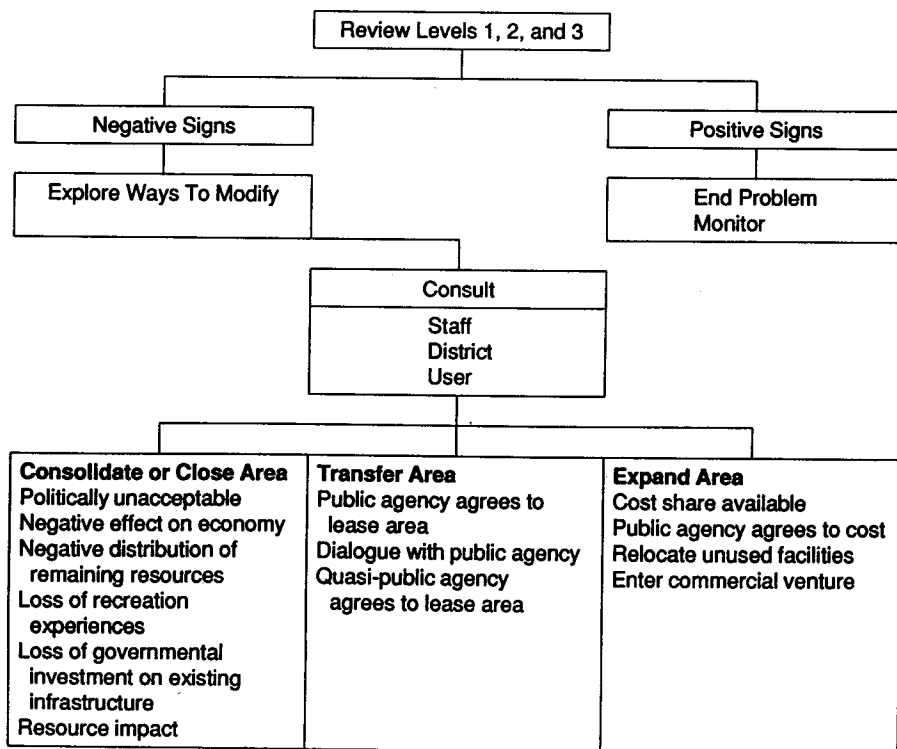 Review Levels 1, 2, and 3
Negative Signs
Positive Signs
Explore Ways To Modify
End Problem
Monitor
Consult
Staff
District
User
Consolidate or Close Area
Politically unacceptable
Negative effect on economy
Negative distribution of
remaining resources
Loss of recreation
experiences
Loss of governmental
investment on existing
infrastructure
Resource impact
Transfer Area
Public agency agrees to
lease area
Dialogue with public agency
Quasi-public agency
agrees to lease area
Expand Area
Cost share available
Public agency agrees to cost
Relocate unused facilities
Enter commercial venture